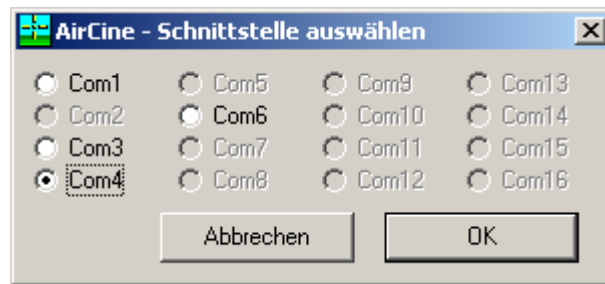 AirCine - Schnittstelle auswählen
Com1 Com5 Com9 Com13
Com2 Com6 Com10 Com14
Com3 Com7 Com11 Com15
Com4 Com8 Com12 Com16
Abbrechen OK